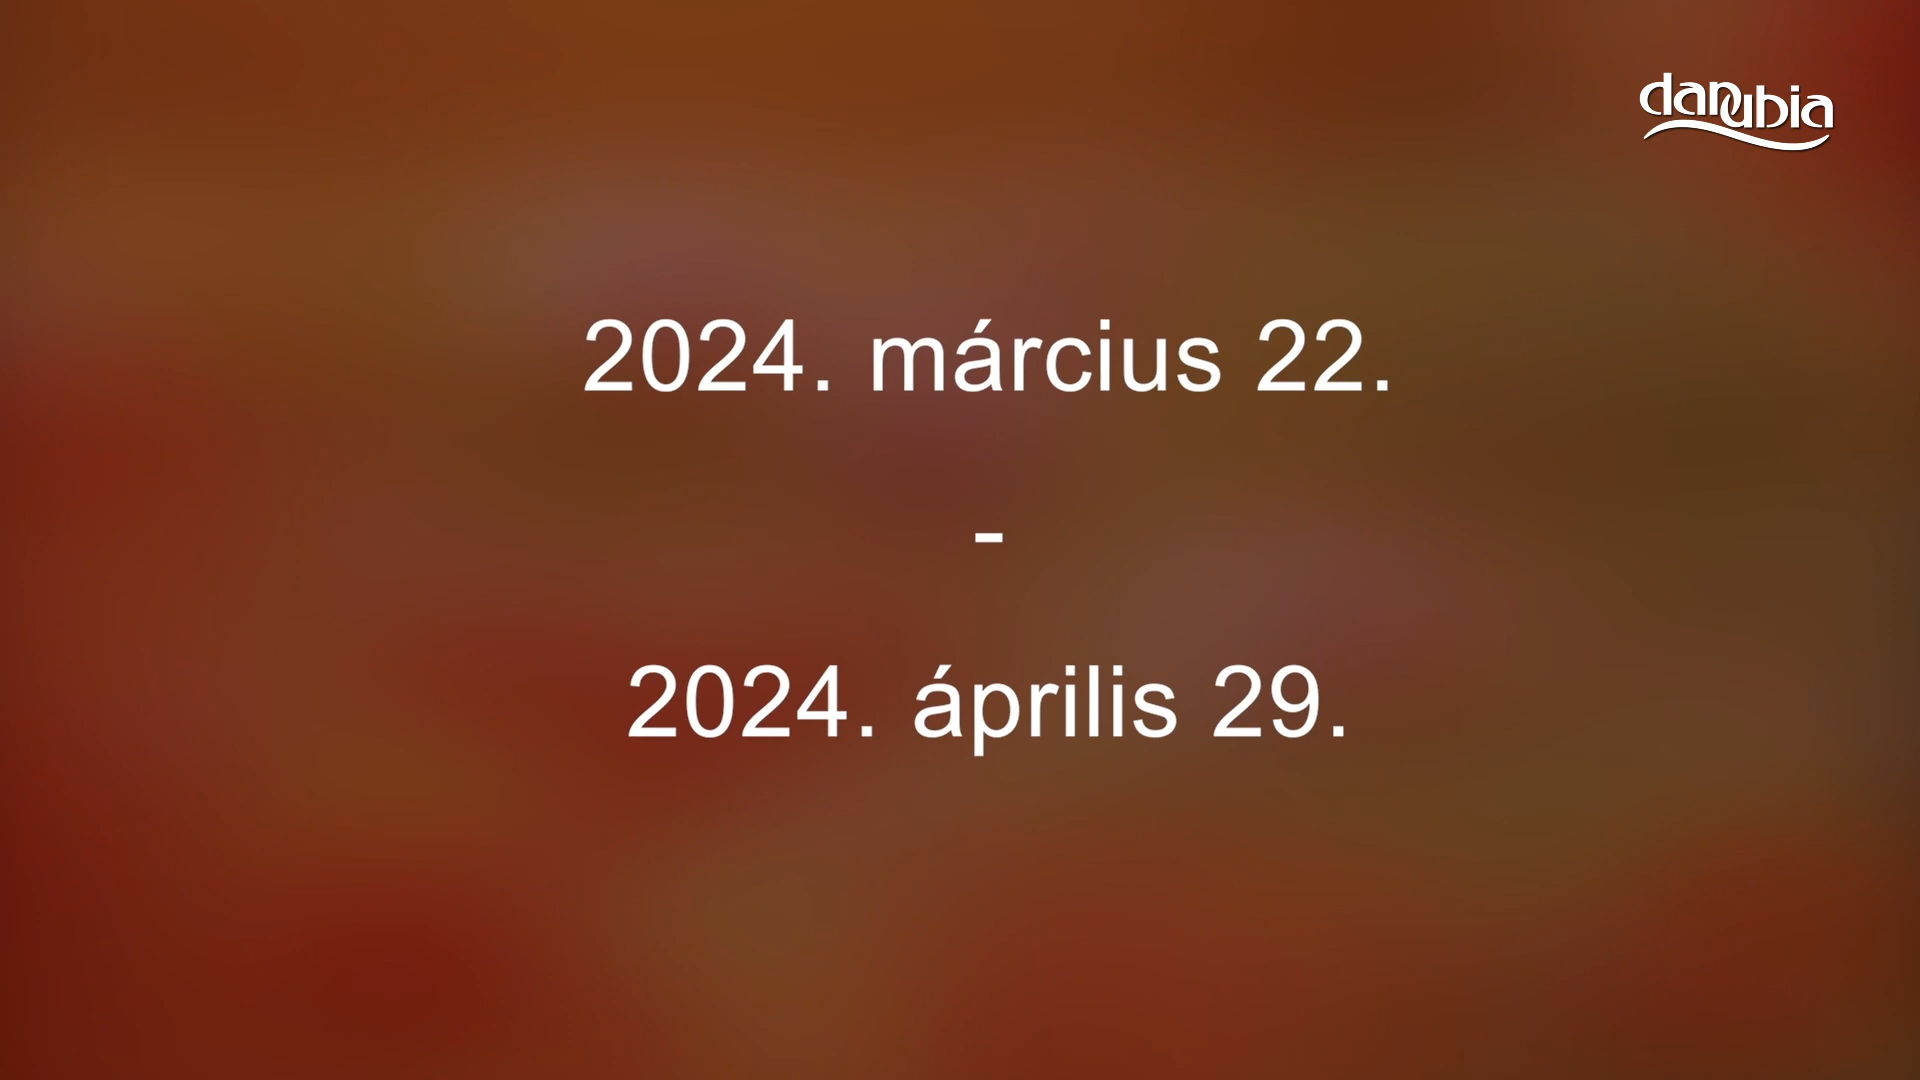 danubia
2024. március 22.
-
2024. április 29.